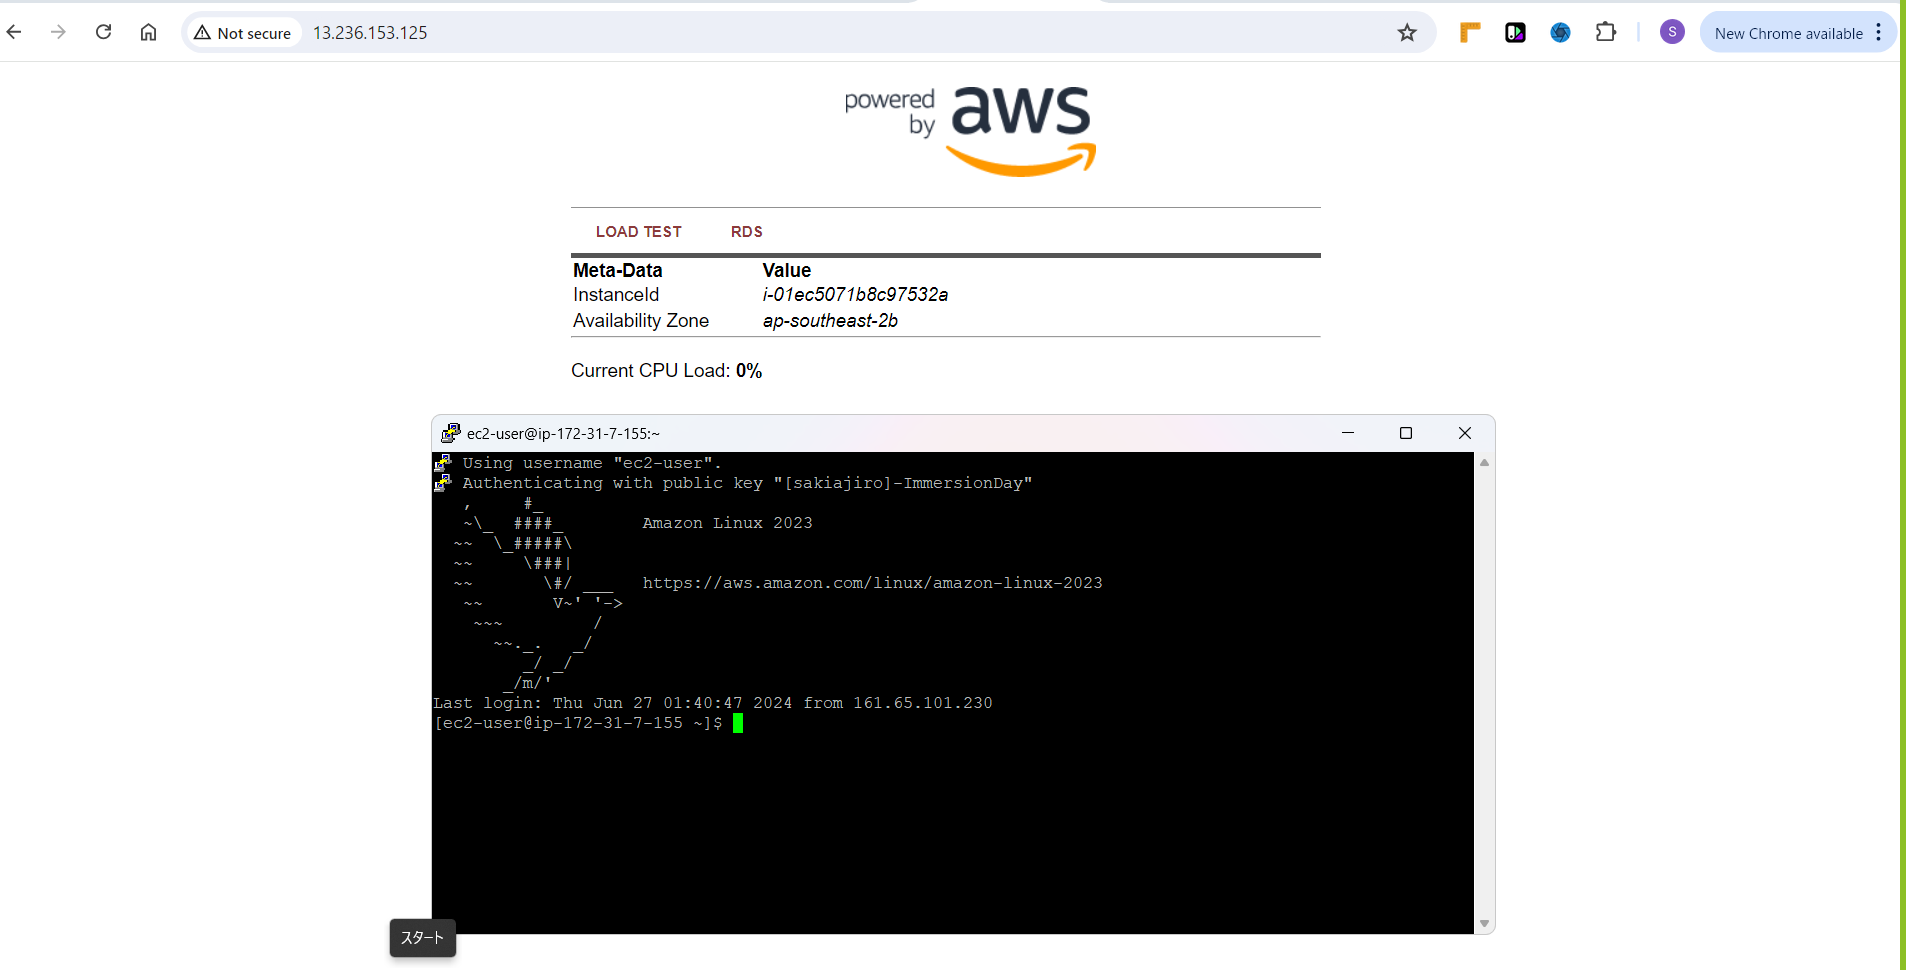 Not secure 13.236.153.125 S New Chrome available
powered
by aws
LOAD TEST RDS
Meta-Data Value
InstanceId i-01ec5071b8c97532a
Availability Zone ap-southeast-2b
Current CPU Load: 0%
ec2-user@ip-172-31-7-155:~
Using username "ec2-user".
Authenticating with public key "[sakiajiro]-ImmersionDay"
   ,     #_
   ~\_  ####_        Amazon Linux 2023
  ~~  \_#####\
  ~~     \###|
  ~~       \#/ ___   https://aws.amazon.com/linux/amazon-linux-2023
   ~~       V~' '->
    ~~~         /
      ~~._.   _/
         _/ _/
       _/m/'
Last login: Thu Jun 27 01:40:47 2024 from 161.65.101.230
[ec2-user@ip-172-31-7-155 ~]$
スタート